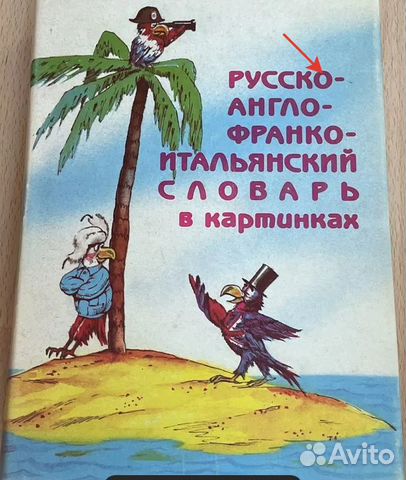 РУССКО-
АНГЛО-
ФРАНКО-
ИТАЛЬЯНСКИЙ
СЛОВАРЬ
в картинках
Avito